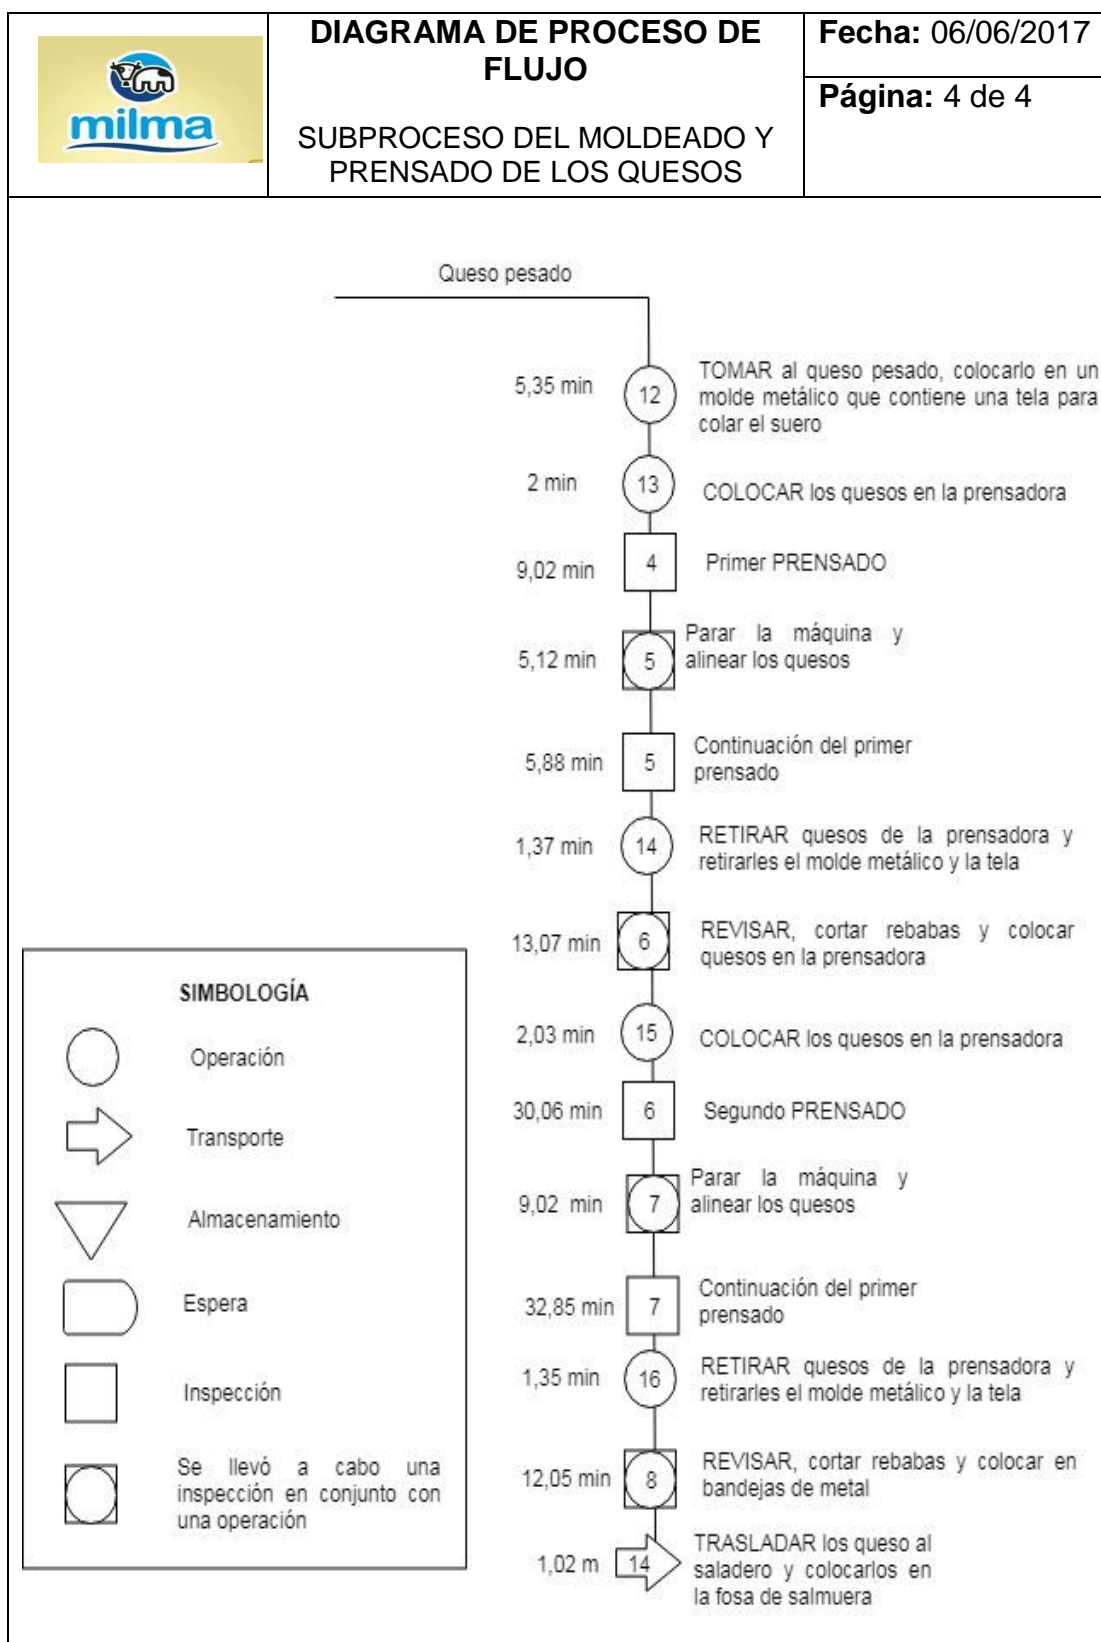 milma
DIAGRAMA DE PROCESO DE
FLUJO
SUBPROCESO DEL MOLDEADO Y
PRENSADO DE LOS QUESOS
Fecha: 06/06/2017
Página: 4 de 4
Queso pesado
5,35 min
12
TOMAR al queso pesado, colocarlo en un
molde metálico que contiene una tela para
colar el suero
2 min
13
COLOCAR los quesos en la prensadora
9,02 min
4
Primer PRENSADO
5,12 min
5
Parar la máquina y
alinear los quesos
5,88 min
5
Continuación del primer
prensado
1,37 min
14
RETIRAR quesos de la prensadora y
retirarles el molde metálico y la tela
13,07 min
6
REVISAR, cortar rebabas y colocar
quesos en la prensadora
2,03 min
15
COLOCAR los quesos en la prensadora
30,06 min
6
Segundo PRENSADO
9,02 min
7
Parar la máquina y
alinear los quesos
32,85 min
7
Continuación del primer
prensado
1,35 min
16
RETIRAR quesos de la prensadora y
retirarles el molde metálico y la tela
12,05 min
8
REVISAR, cortar rebabas y colocar en
bandejas de metal
1,02 m
14
TRASLADAR los queso al
saladero y colocarlos en
la fosa de salmuera
SIMBOLOGÍA
Operación
Transporte
Almacenamiento
Espera
Inspección
Se llevó a cabo una
inspección en conjunto con
una operación